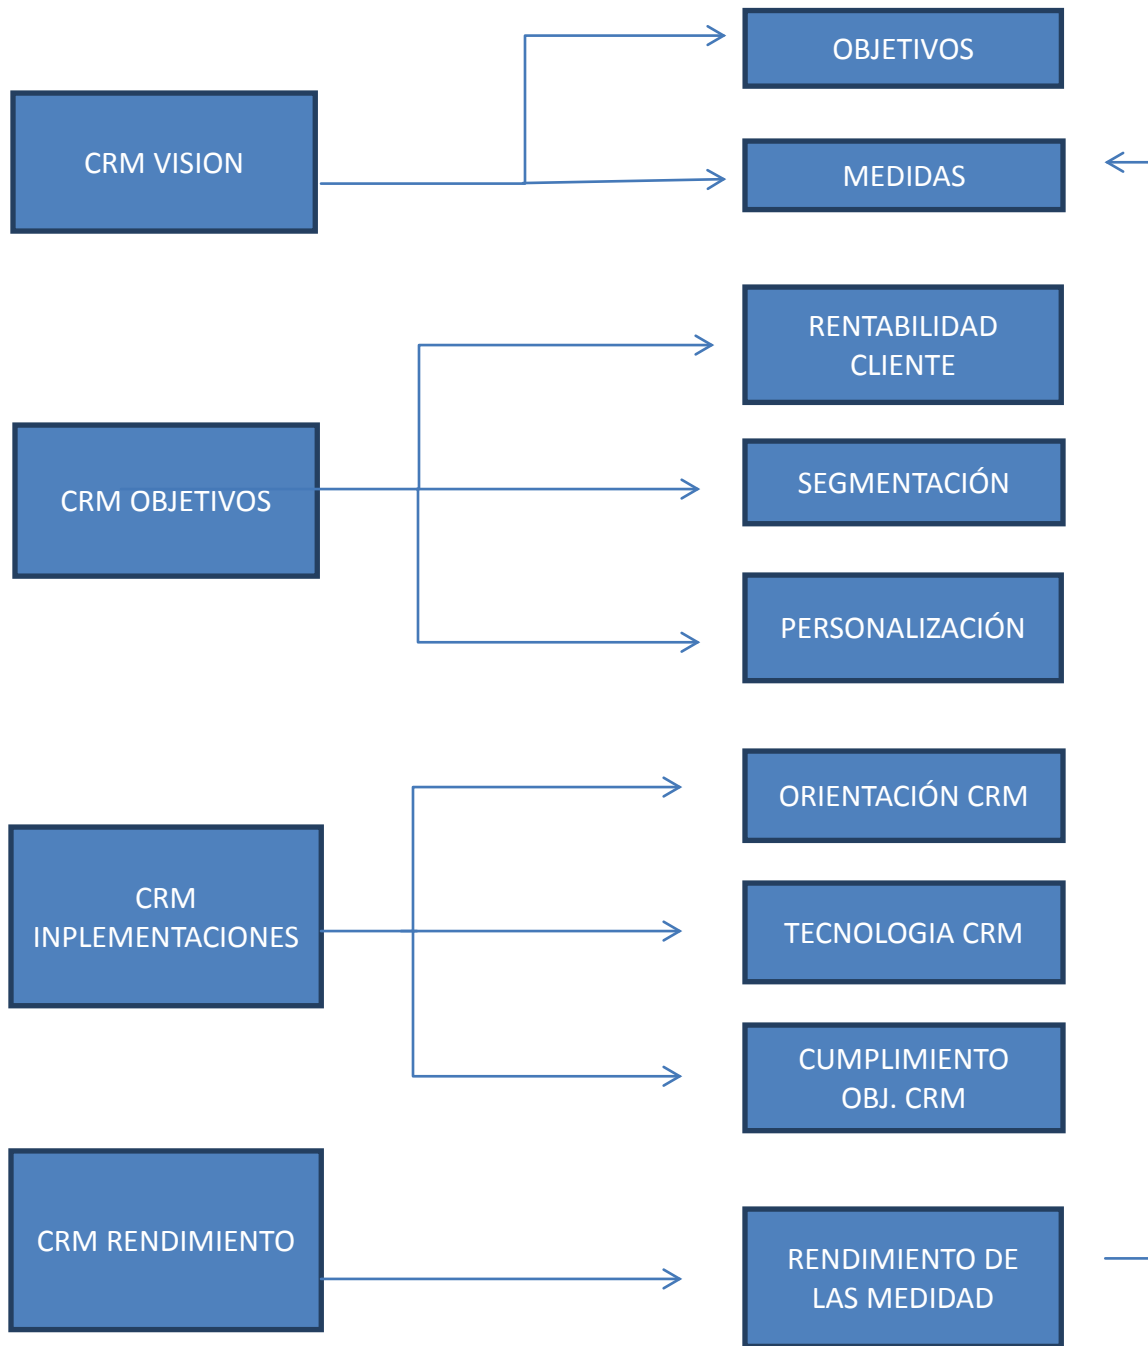 OBJETIVOS
CRM VISION
MEDIDAS
RENTABILIDAD
CLIENTE
CRM OBJETIVOS
SEGMENTACIÓN
PERSONALIZACIÓN
ORIENTACIÓN CRM
CRM
INPLEMENTACIONES
TECNOLOGIA CRM
CUMPLIMIENTO
OBJ. CRM
CRM RENDIMIENTO
RENDIMIENTO DE
LAS MEDIDAD